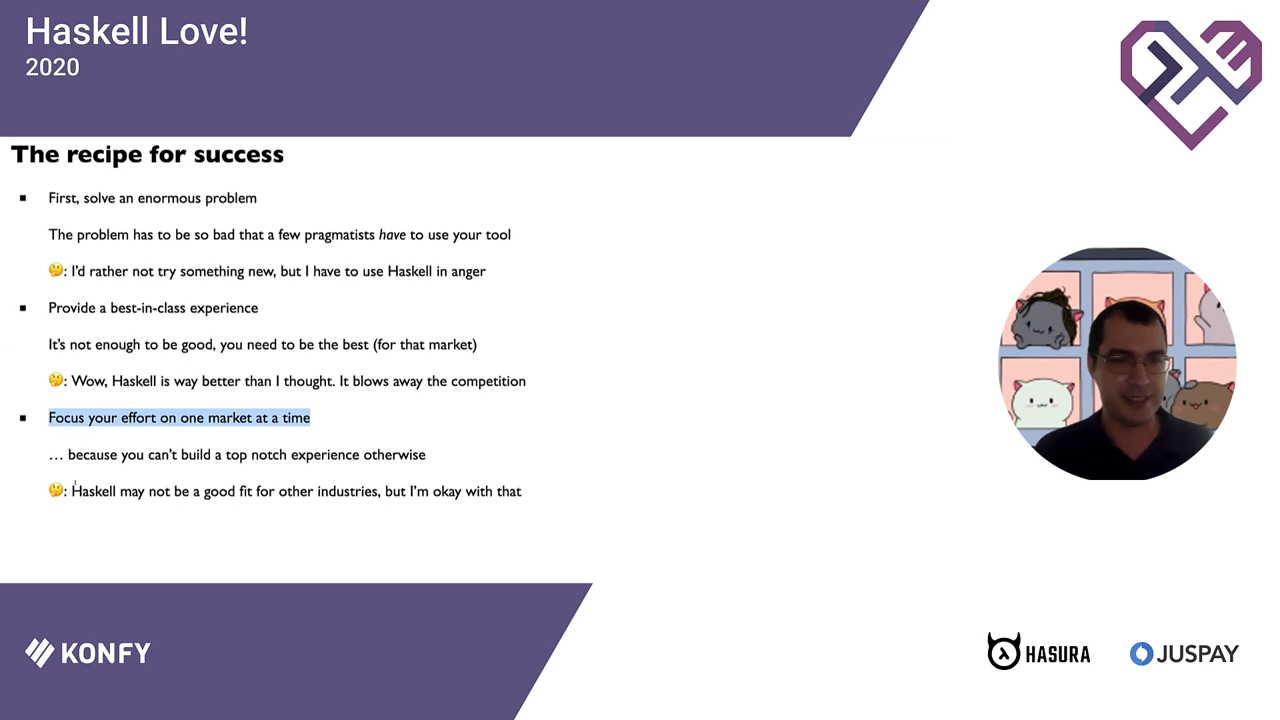 Haskell Love!
2020
The recipe for success
▪ First, solve an enormous problem
The problem has to be so bad that a few pragmatists have to use your tool
🤔: I'd rather not try something new, but I have to use Haskell in anger
▪ Provide a best-in-class experience
It's not enough to be good, you need to be the best (for that market)
🤔: Wow, Haskell is way better than I thought. It blows away the competition
▪ Focus your effort on one market at a time
… because you can't build a top notch experience otherwise
🤔: Haskell may not be a good fit for other industries, but I'm okay with that
KONFY
HASURA
JUSPAY